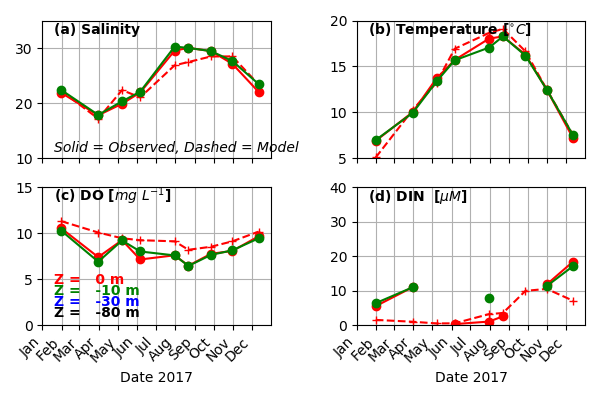 (a) Salinity
30
20
10
Solid = Observed, Dashed = Model
(b) Temperature [°C]
20
15
10
5
(c) DO [mg L⁻¹]
15
10
5
0
Z =   0 m
Z =   -10 m
Z =   -30 m
Z =   -80 m
Jan Feb Mar Apr May Jun Jul Aug Sep Oct Nov Dec
Date 2017
(d) DIN  [μM]
40
30
20
10
0
Jan Feb Mar Apr May Jun Jul Aug Sep Oct Nov Dec
Date 2017